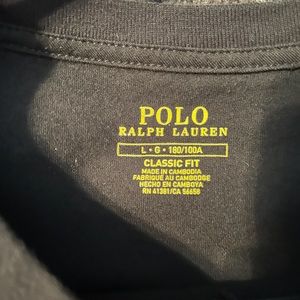 POLO
RALPH LAUREN
L • G • 180/100A
CLASSIC FIT
MADE IN CAMBODIA
FABRIQUÉ AU CAMBODGE
HECHO EN CAMBOYA
RN 41381/CA 56658